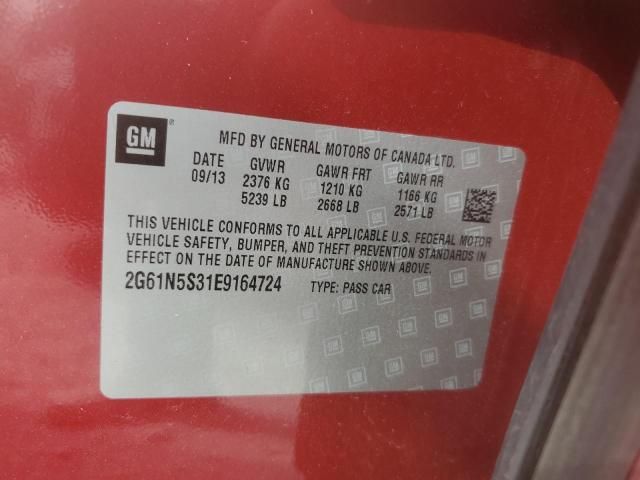 GM ®
MFD BY GENERAL MOTORS OF CANADA LTD.
DATE GVWR GAWR FRT GAWR RR
09/13 2376 KG 1210 KG 1166 KG
5239 LB 2668 LB 2571 LB
THIS VEHICLE CONFORMS TO ALL APPLICABLE U.S. FEDERAL MOTOR
VEHICLE SAFETY, BUMPER, AND THEFT PREVENTION STANDARDS IN
EFFECT ON THE DATE OF MANUFACTURE SHOWN ABOVE.
2G61N5S31E9164724 TYPE: PASS CAR